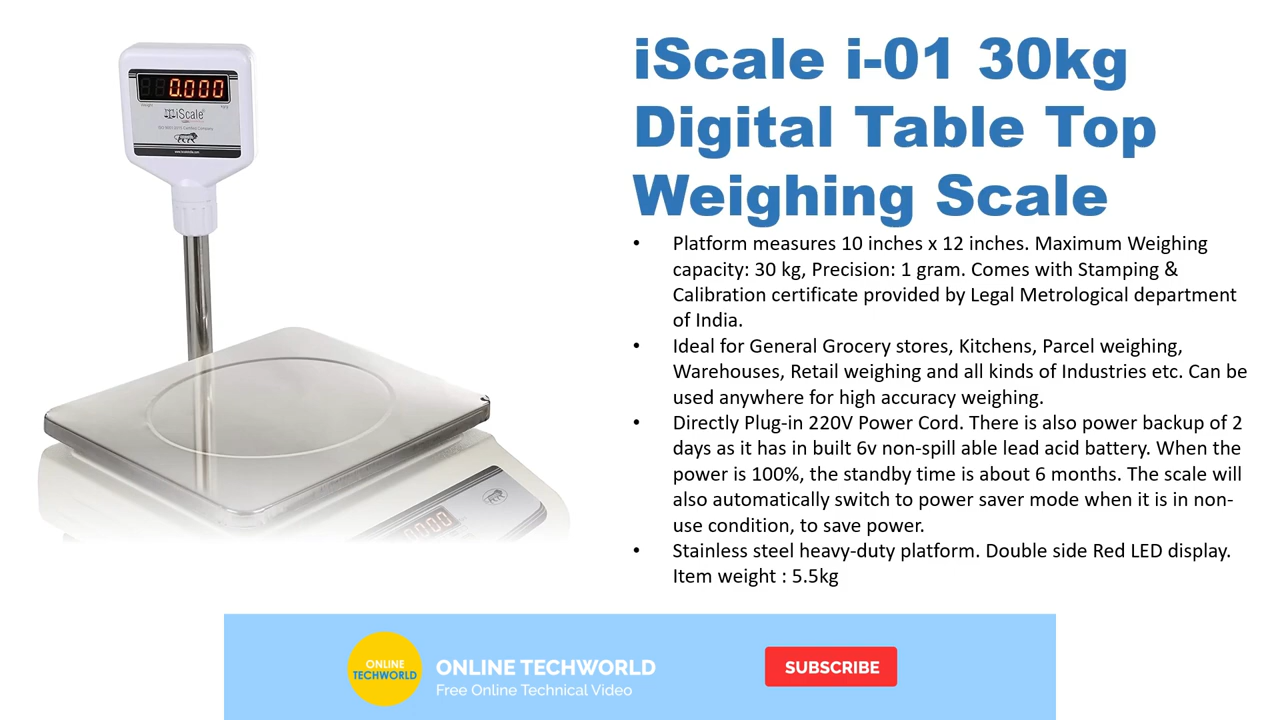 0.000
iScale
iScale i-01 30kg
Digital Table Top
Weighing Scale
• Platform measures 10 inches x 12 inches. Maximum Weighing
capacity: 30 kg, Precision: 1 gram. Comes with Stamping &
Calibration certificate provided by Legal Metrological department
of India.
• Ideal for General Grocery stores, Kitchens, Parcel weighing,
Warehouses, Retail weighing and all kinds of Industries etc. Can be
used anywhere for high accuracy weighing.
• Directly Plug-in 220V Power Cord. There is also power backup of 2
days as it has in built 6v non-spill able lead acid battery. When the
power is 100%, the standby time is about 6 months. The scale will
also automatically switch to power saver mode when it is in non-
use condition, to save power.
• Stainless steel heavy-duty platform. Double side Red LED display.
Item weight : 5.5kg
ONLINE
TECHWORLD
ONLINE TECHWORLD
Free Online Technical Video
SUBSCRIBE